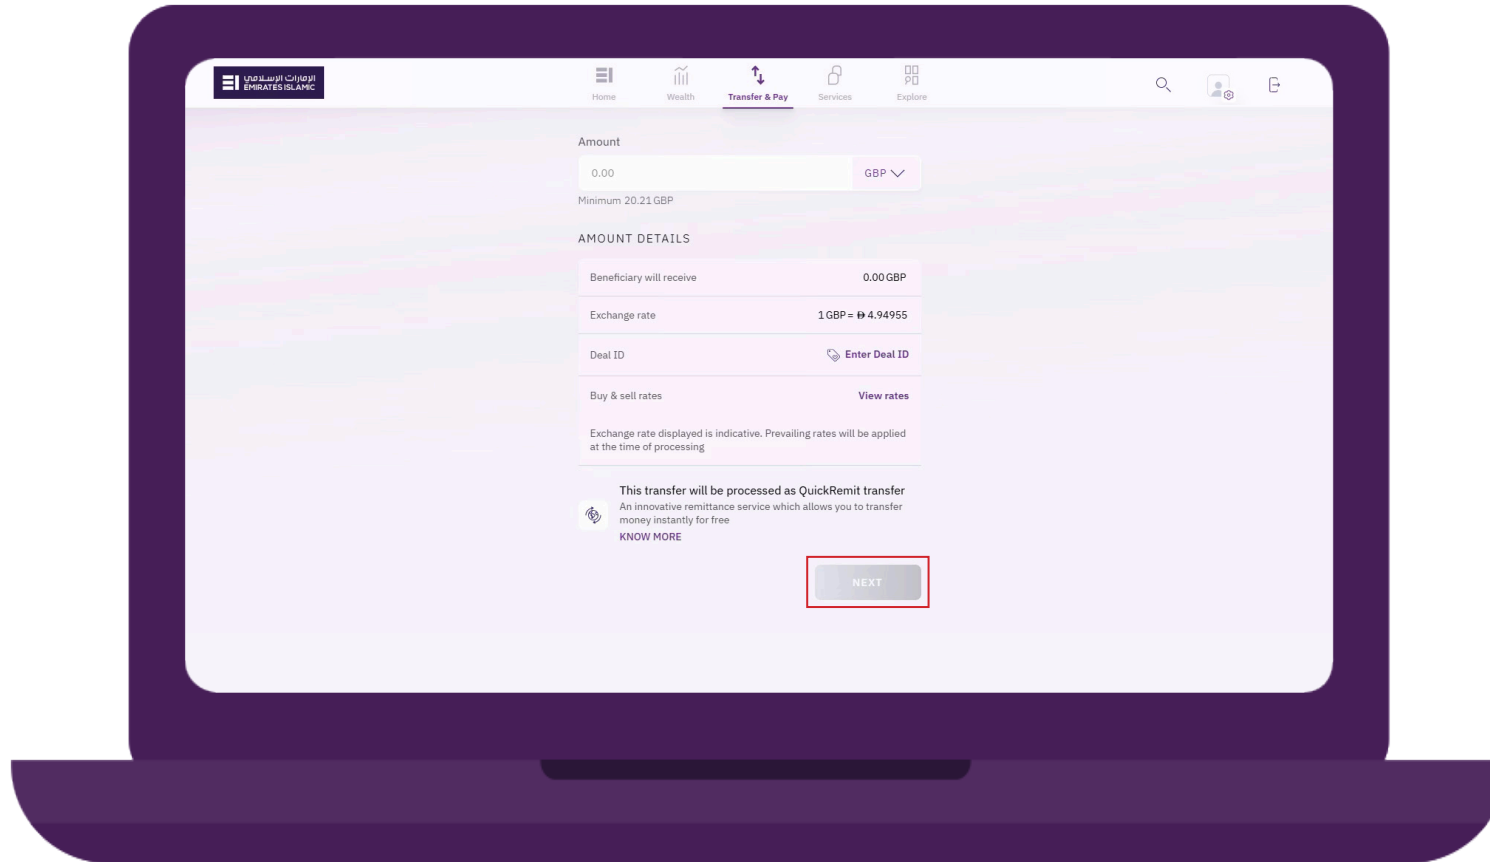 الإمارات الإسلامي
EMIRATES ISLAMIC
Home
Wealth
Transfer & Pay
Services
Explore
Amount
0.00
GBP
Minimum 20.21 GBP
AMOUNT DETAILS
Beneficiary will receive
0.00 GBP
Exchange rate
1 GBP = 4.94955
Deal ID
Enter Deal ID
Buy & sell rates
View rates
Exchange rate displayed is indicative. Prevailing rates will be applied
at the time of processing
This transfer will be processed as QuickRemit transfer
An innovative remittance service which allows you to transfer
money instantly for free
KNOW MORE
NEXT